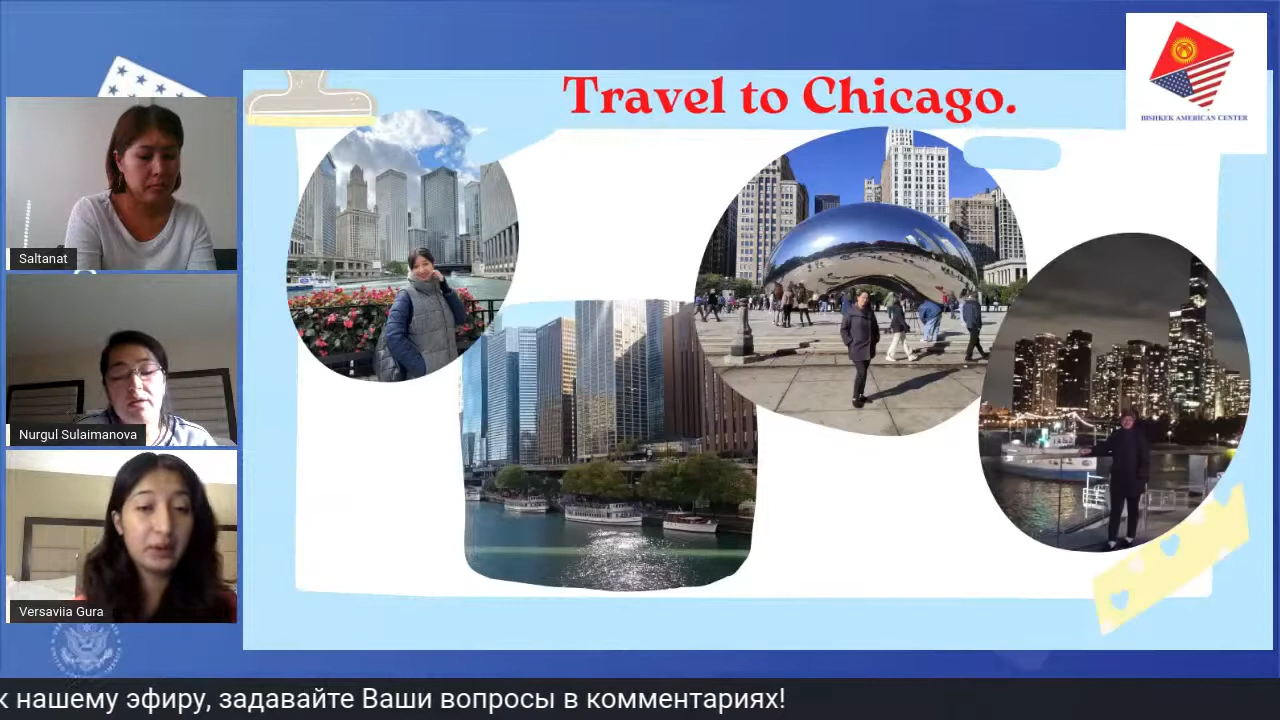 Travel to Chicago.
BISHKEK AMERICAN CENTER
Saltanat
Nurgul Sulaimanova
Versaviia Gura
к нашему эфиру, задавайте Ваши вопросы в комментариях!